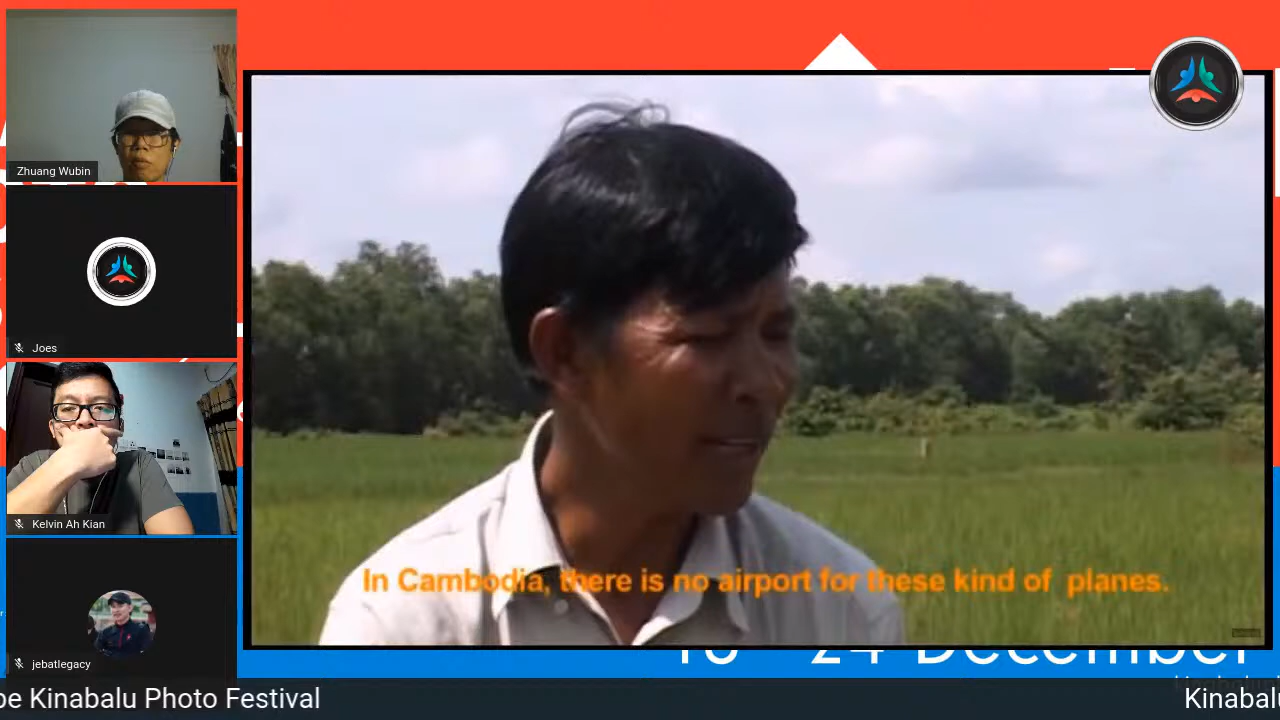 Zhuang Wubin
Joes
Kelvin Ah Kian
jebatlegacy
In Cambodia, there is no airport for these kind of planes.
24 December
pe Kinabalu Photo Festival
Kinabalu